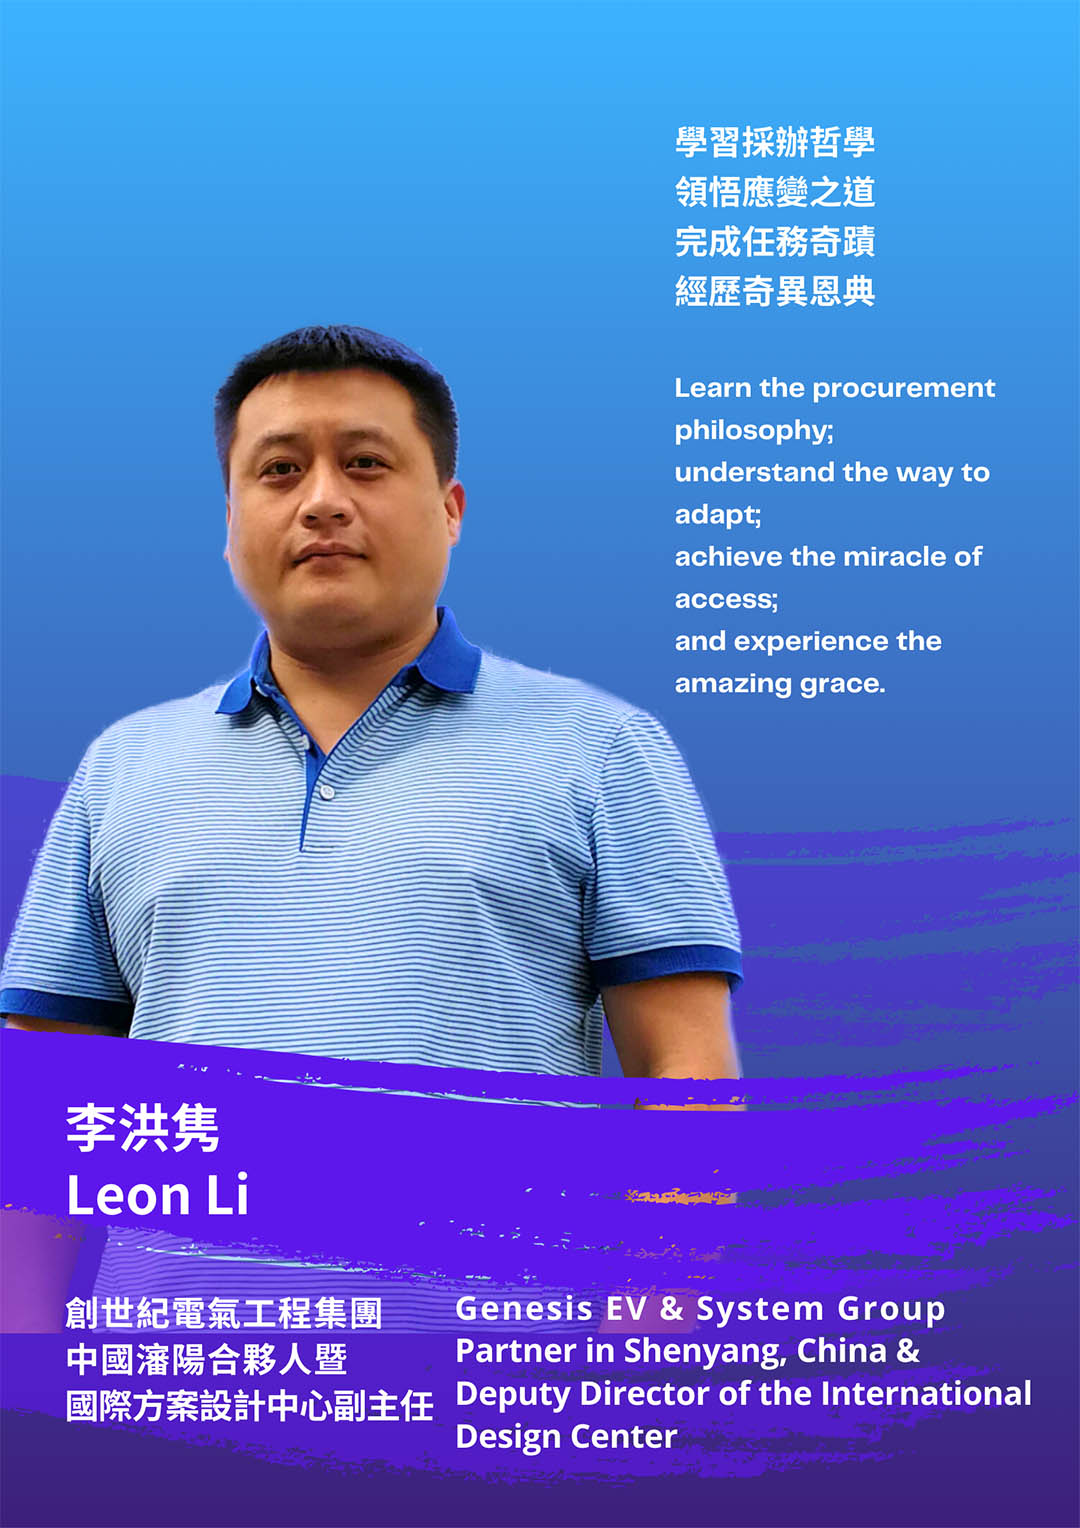 學習採辦哲學
領悟應變之道
完成任務奇蹟
經歷奇異恩典
Learn the procurement
philosophy;
understand the way to
adapt;
achieve the miracle of
access;
and experience the
amazing grace.
李洪隽
Leon Li
創世紀電氣工程集團
中國瀋陽合夥人暨
國際方案設計中心副主任
Genesis EV & System Group
Partner in Shenyang, China &
Deputy Director of the International
Design Center